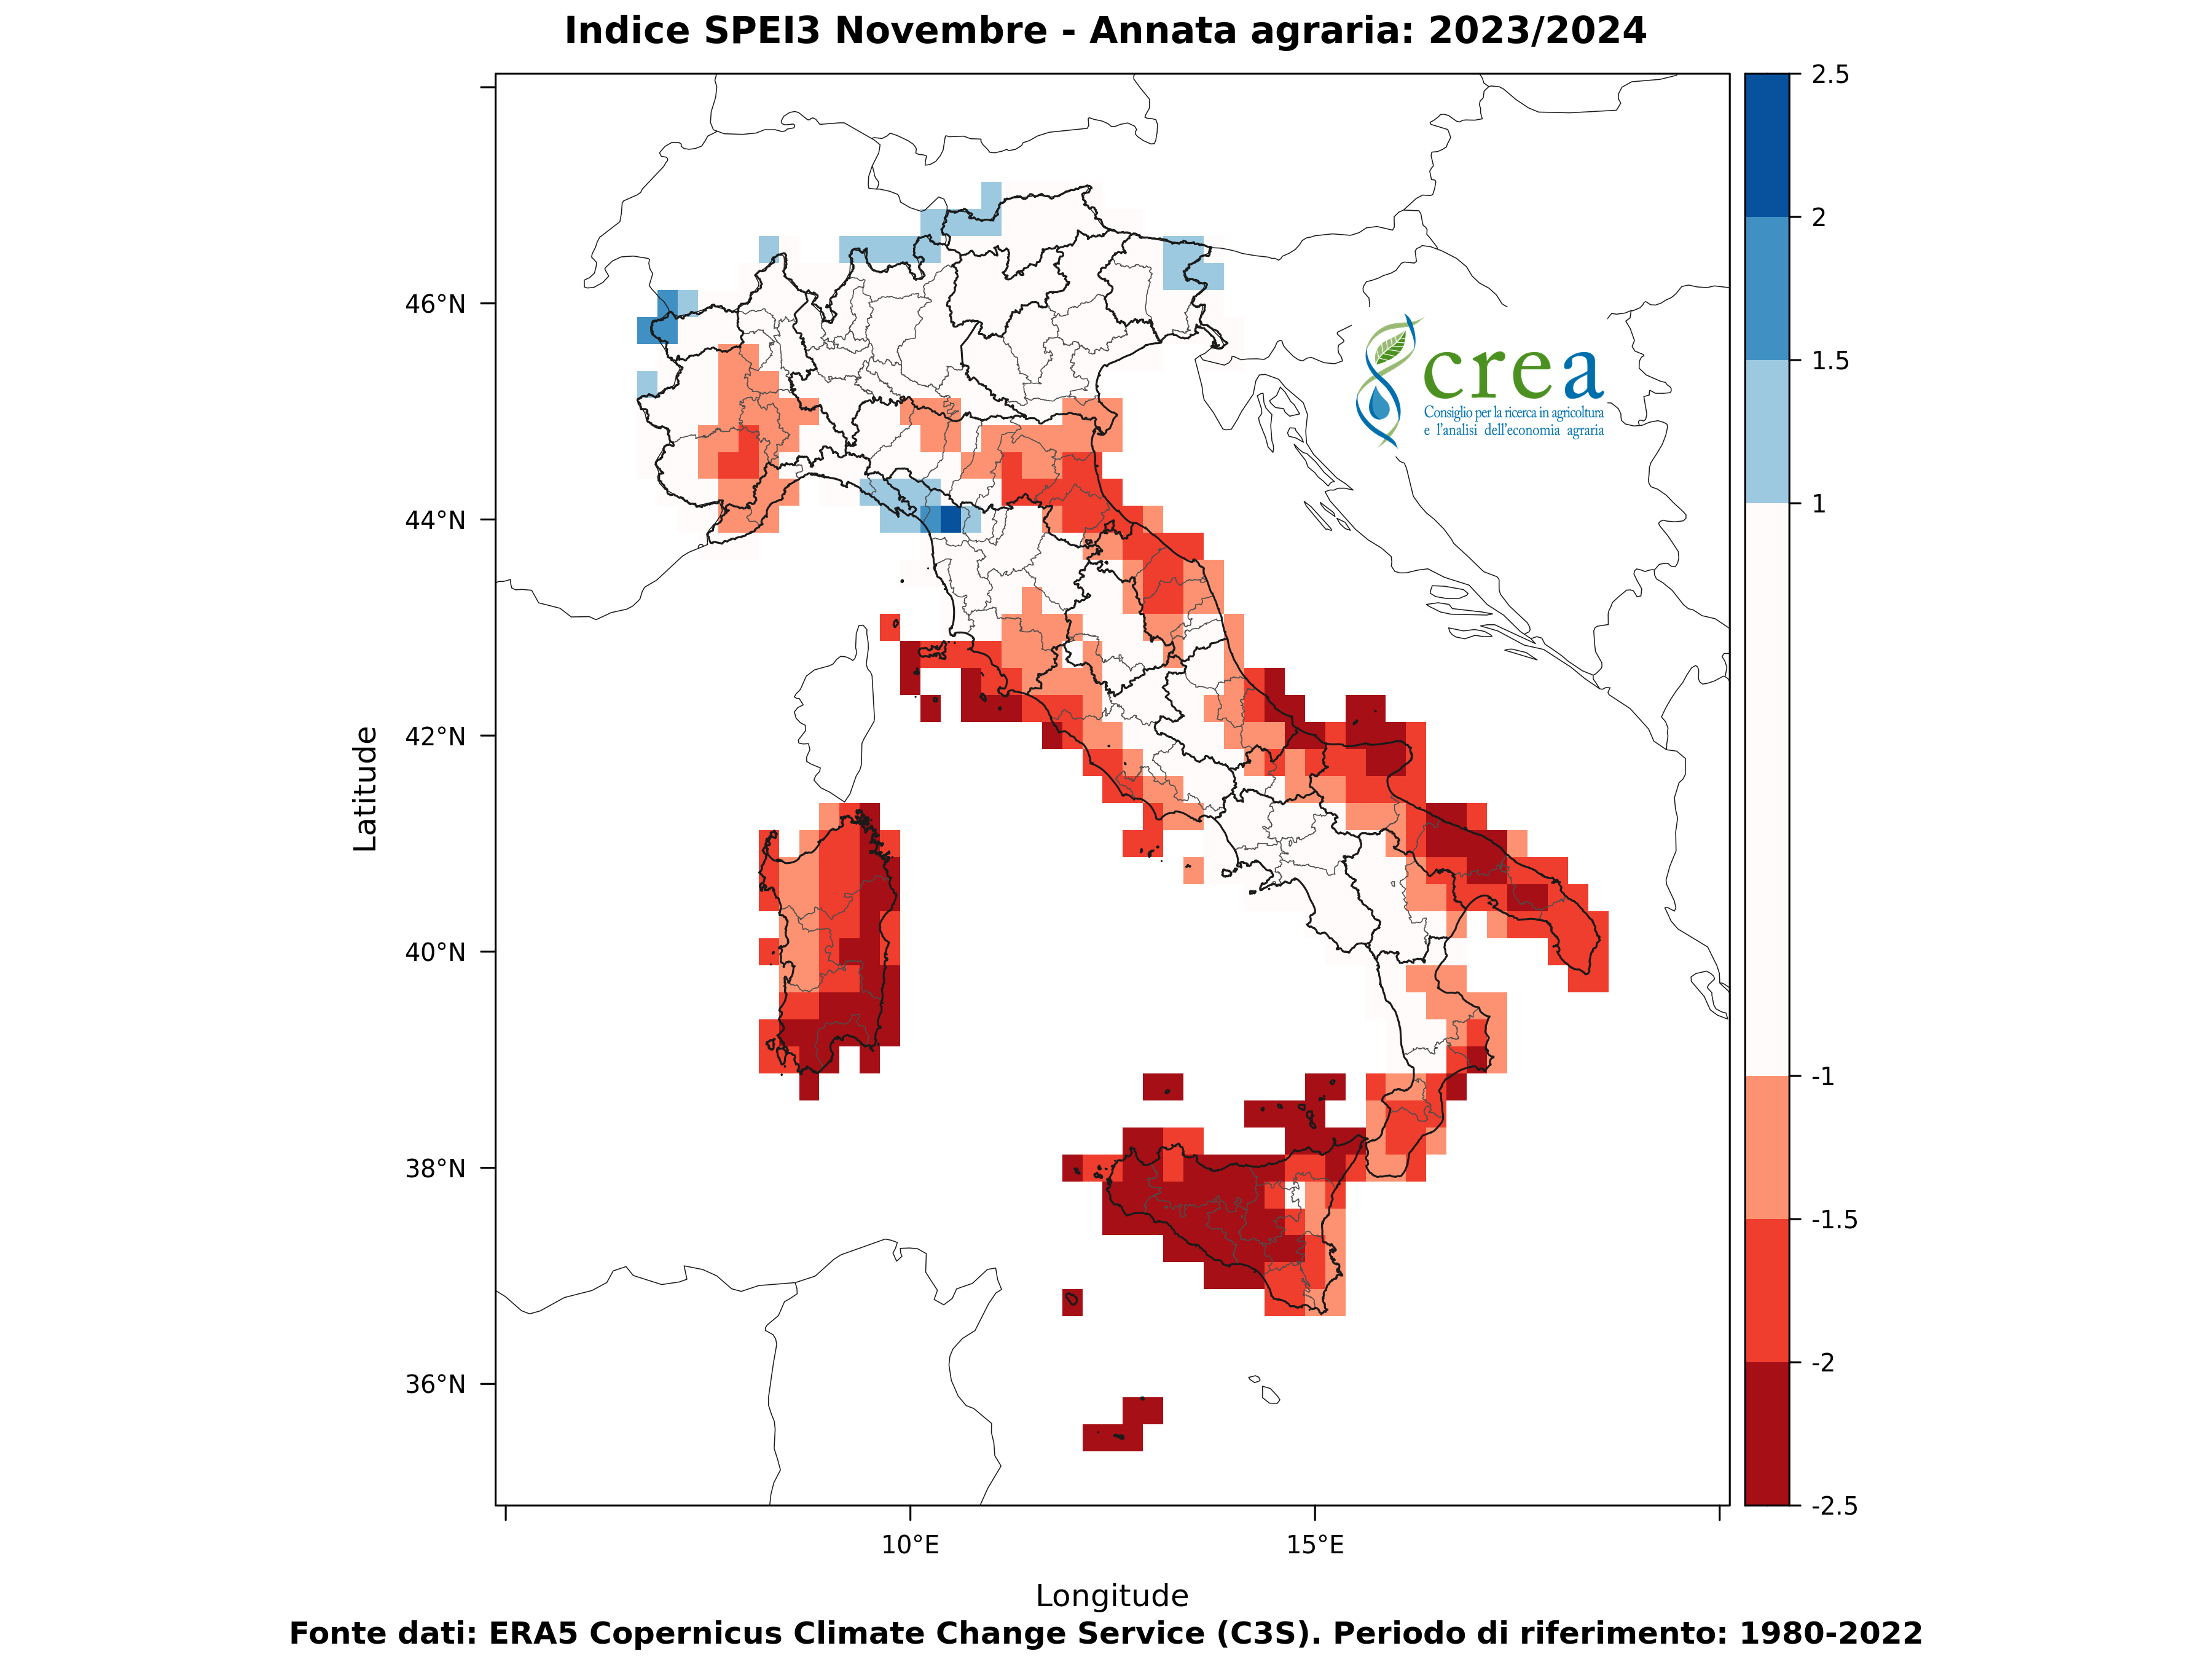 Indice SPEI3 Novembre - Annata agraria: 2023/2024
2.5
2
1.5
1
-1
-1.5
-2
-2.5
46°N
44°N
42°N
40°N
38°N
36°N
Latitude
crea
Consiglio per la ricerca in agricoltura
e l'analisi dell'economia agraria
10°E
15°E
Longitude
Fonte dati: ERA5 Copernicus Climate Change Service (C3S). Periodo di riferimento: 1980-2022